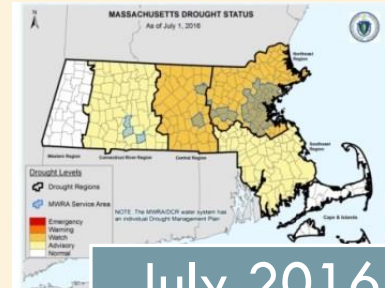 N
MASSACHUSETTS DROUGHT STATUS
As of July 1, 2016
Northeast
Region
Western Region
Connecticut River Region
Central Region
Southeast
Region
Cape & Islands
Drought Levels
Drought Regions
MWRA Service Area
Emergency
Warning
Watch
Advisory
Normal
NOTE: The MWRA/DCR water system has
an individual Drought Management Plan
July 2016